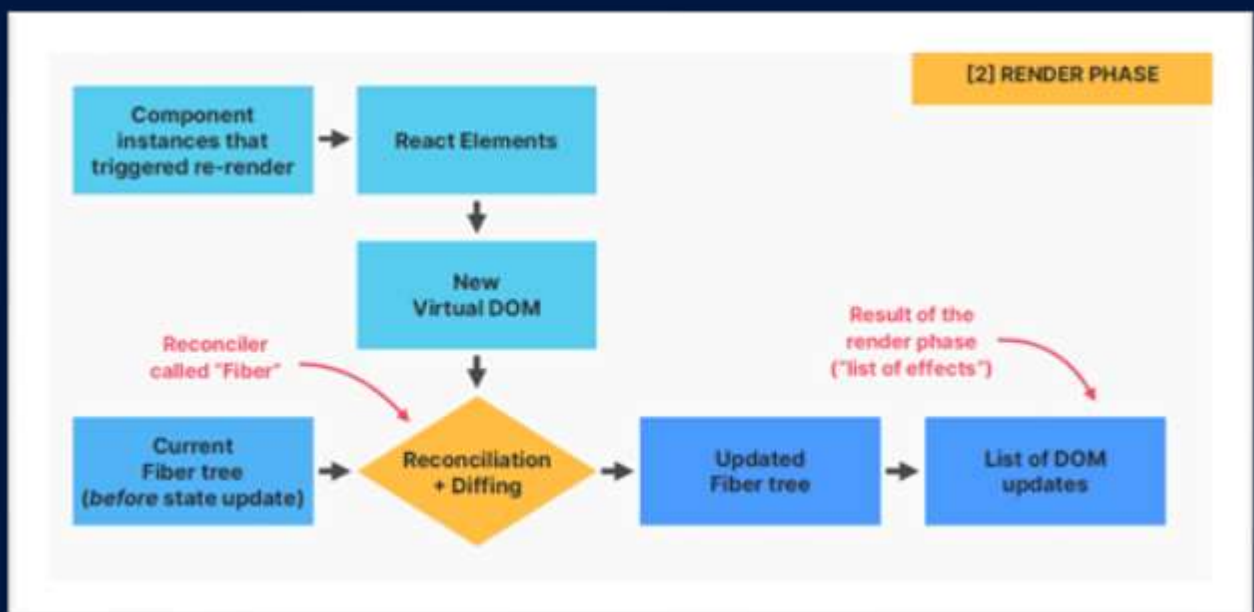 [2] RENDER PHASE
Component
instances that
triggered re-render
React Elements
New
Virtual DOM
Reconciler
called "Fiber"
Result of the
render phase
("list of effects")
Current
Fiber tree
(before state update)
Reconciliation
+ Diffing
Updated
Fiber tree
List of DOM
updates